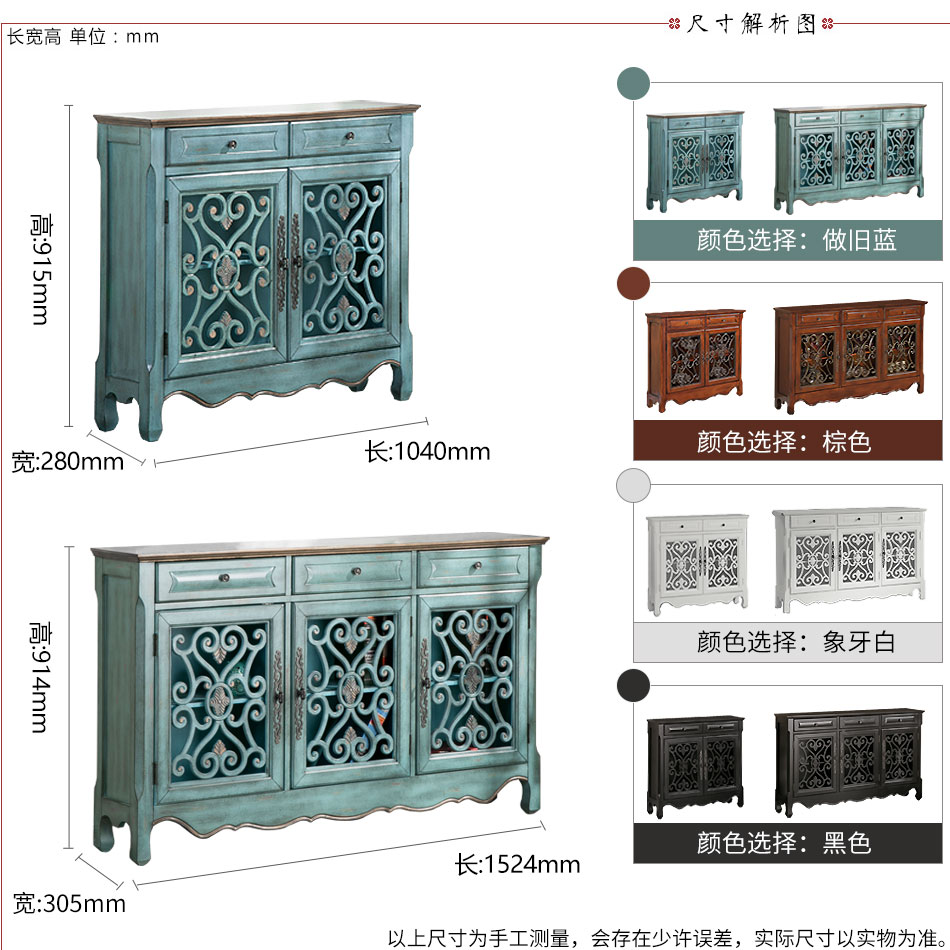 尺寸解析图
长宽高 单位：mm
高:915mm
宽:280mm
长:1040mm
高:914mm
宽:305mm
长:1524mm
颜色选择：做旧蓝
颜色选择：棕色
颜色选择：象牙白
颜色选择：黑色
以上尺寸为手工测量，会存在少许误差，实际尺寸以实物为准。